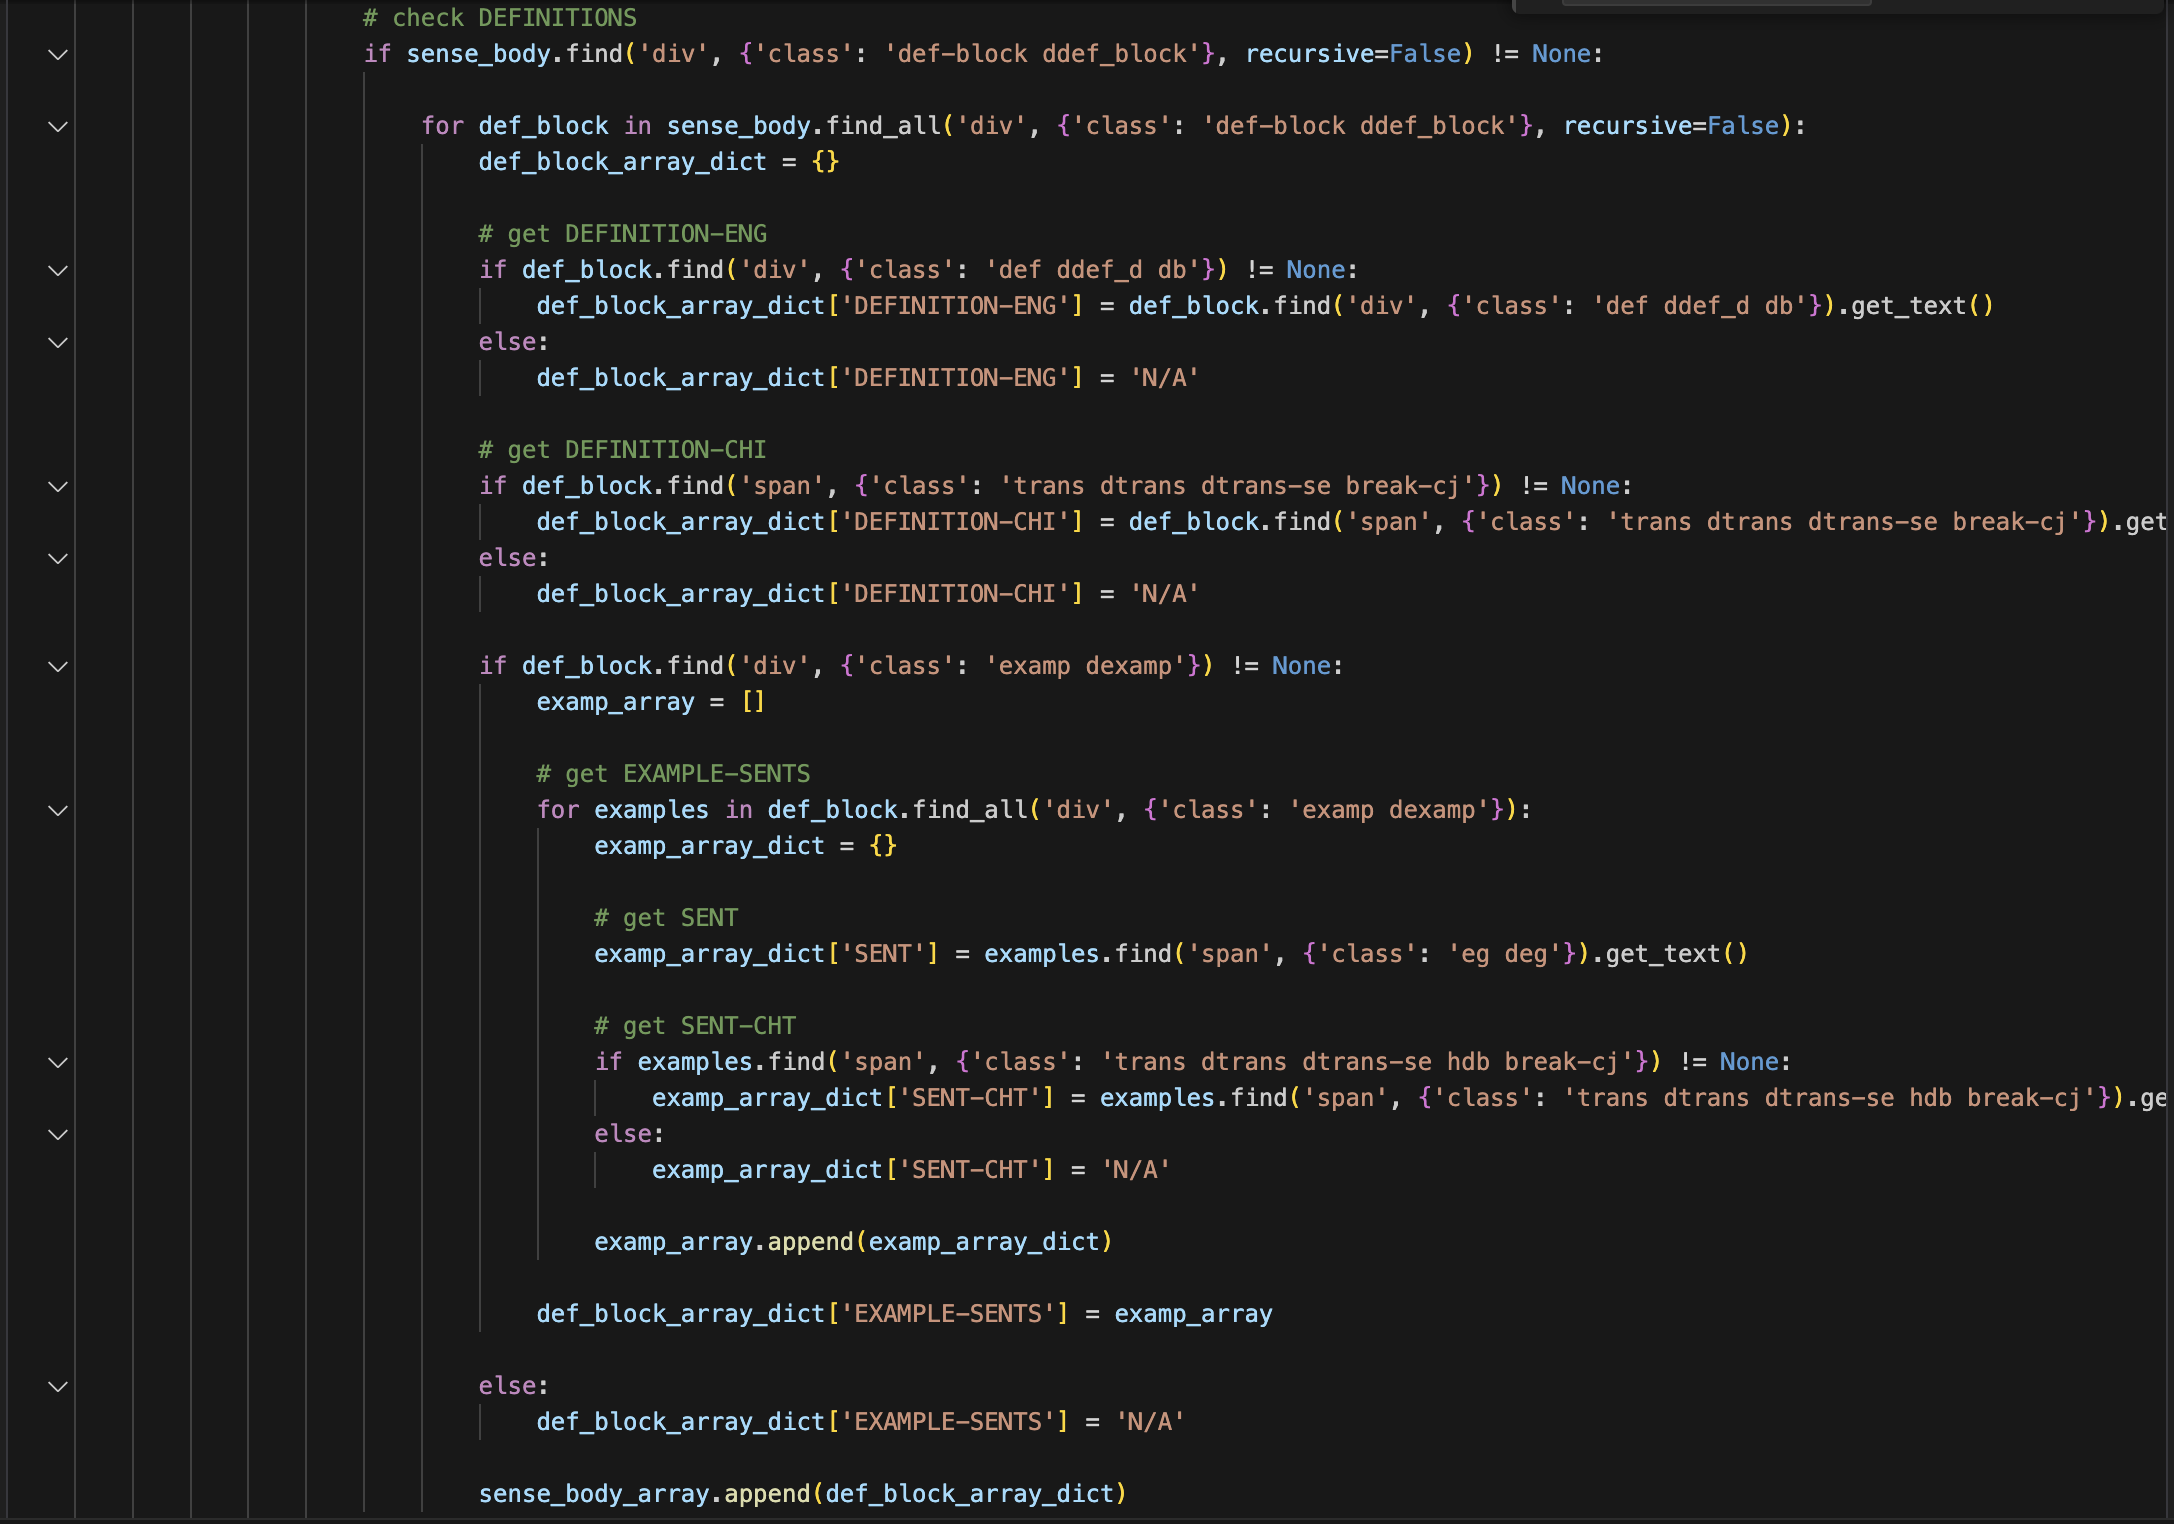 # check DEFINITIONS
if sense_body.find('div', {'class': 'def-block ddef_block'}, recursive=False) != None:
for def_block in sense_body.find_all('div', {'class': 'def-block ddef_block'}, recursive=False):
def_block_array_dict = {}
# get DEFINITION-ENG
if def_block.find('div', {'class': 'def ddef_d db'}) != None:
def_block_array_dict['DEFINITION-ENG'] = def_block.find('div', {'class': 'def ddef_d db'}).get_text()
else:
def_block_array_dict['DEFINITION-ENG'] = 'N/A'
# get DEFINITION-CHI
if def_block.find('span', {'class': 'trans dtrans dtrans-se break-cj'}) != None:
def_block_array_dict['DEFINITION-CHI'] = def_block.find('span', {'class': 'trans dtrans dtrans-se break-cj'}).get
else:
def_block_array_dict['DEFINITION-CHI'] = 'N/A'
if def_block.find('div', {'class': 'examp dexamp'}) != None:
examp_array = []
# get EXAMPLE-SENTS
for examples in def_block.find_all('div', {'class': 'examp dexamp'}):
examp_array_dict = {}
# get SENT
examp_array_dict['SENT'] = examples.find('span', {'class': 'eg deg'}).get_text()
# get SENT-CHT
if examples.find('span', {'class': 'trans dtrans dtrans-se hdb break-cj'}) != None:
examp_array_dict['SENT-CHT'] = examples.find('span', {'class': 'trans dtrans dtrans-se hdb break-cj'}).ge
else:
examp_array_dict['SENT-CHT'] = 'N/A'
examp_array.append(examp_array_dict)
def_block_array_dict['EXAMPLE-SENTS'] = examp_array
else:
def_block_array_dict['EXAMPLE-SENTS'] = 'N/A'
sense_body_array.append(def_block_array_dict)